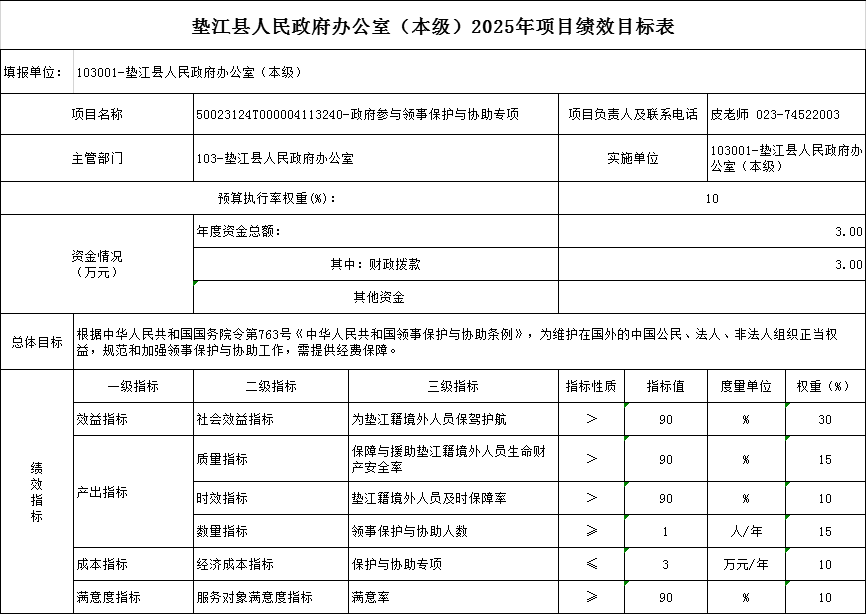 垫江县人民政府办公室（本级）2025年项目绩效目标表
填报单位： 103001-垫江县人民政府办公室（本级）
项目名称 50023124T000004113240-政府参与领事保护与协助专项 项目负责人及联系电话 皮老师 023-74522003
主管部门 103-垫江县人民政府办公室 实施单位 103001-垫江县人民政府办
公室（本级）
预算执行率权重(%)： 10
资金情况
（万元）
年度资金总额： 3.00
其中：财政拨款 3.00
其他资金
总体目标
根据中华人民共和国国务院令第763号《中华人民共和国领事保护与协助条例》，为维护在国外的中国公民、法人、非法人组织正当权
益，规范和加强领事保护与协助工作，需提供经费保障。
绩效指标
一级指标 二级指标 三级指标 指标性质 指标值 度量单位 权重（%）
效益指标 社会效益指标 为垫江籍境外人员保驾护航 ＞ 90 % 30
产出指标
质量指标 保障与援助垫江籍境外人员生命财
产安全率 ＞ 90 % 15
时效指标 垫江籍境外人员及时保障率 ＞ 90 % 10
数量指标 领事保护与协助人数 ≥ 1 人/年 15
成本指标 经济成本指标 保护与协助专项 ≤ 3 万元/年 10
满意度指标 服务对象满意度指标 满意率 ≥ 90 % 10